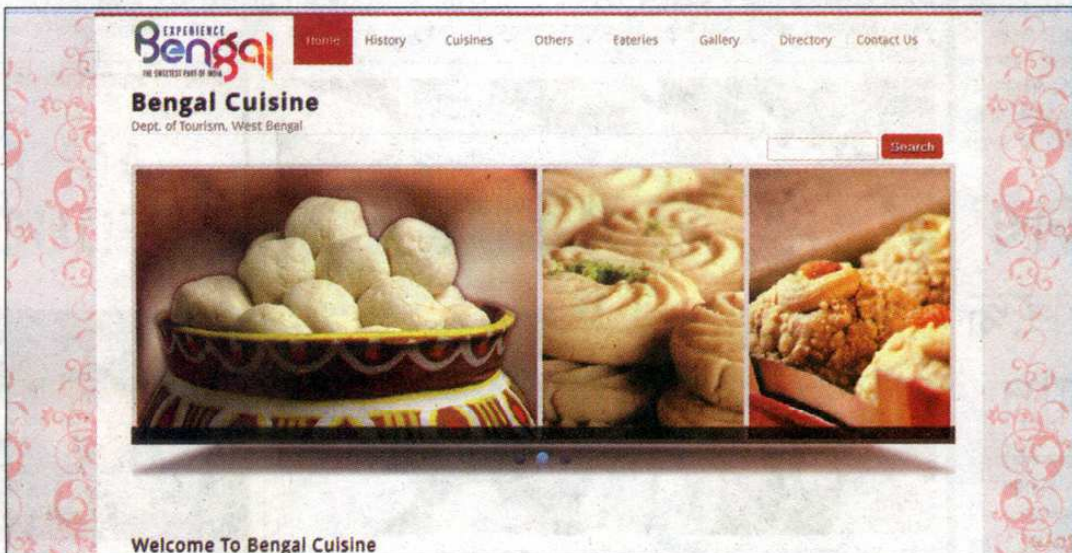 EXPERIENCE
Bengal
THE SWEETEST PART OF INDIA
Home History Cuisines Others Eateries Gallery Directory Contact Us
Bengal Cuisine
Dept. of Tourism, West Bengal
Search
Welcome To Bengal Cuisine